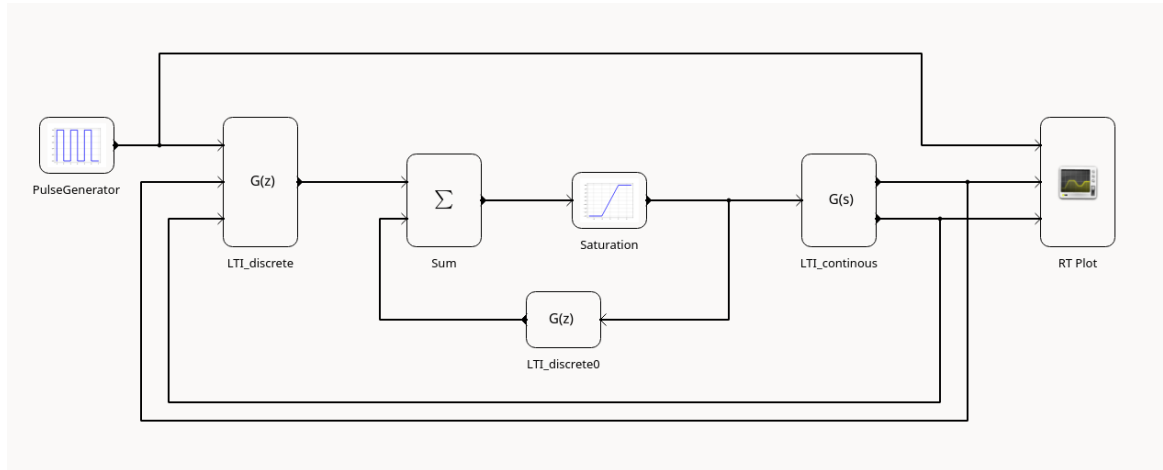 PulseGenerator
G(z)
LTI_discrete
Σ
Sum
Saturation
G(s)
LTI_continous
RT Plot
G(z)
LTI_discrete0